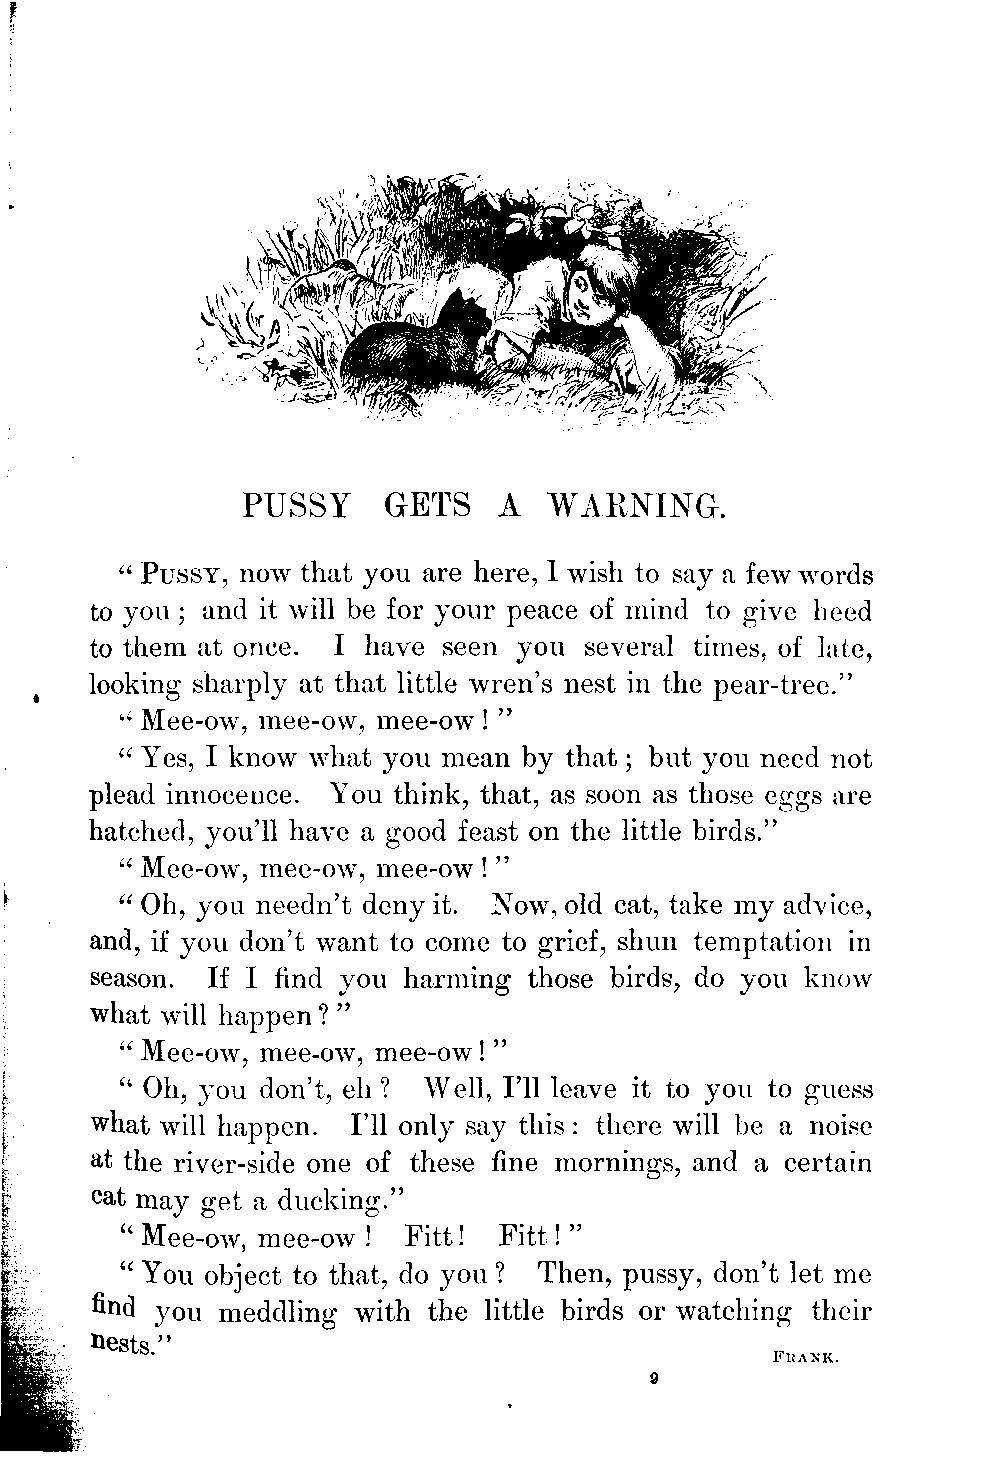 PUSSY GETS A WARNING.
“ PUSSY, now that you are here, I wish to say a few words
to you ; and it will be for your peace of mind to give heed
to them at once. I have seen you several times, of late,
looking sharply at that little wren’s nest in the pear-tree.”
“ Mee-ow, mee-ow, mee-ow ! ”
“ Yes, I know what you mean by that ; but you need not
plead innocence. You think, that, as soon as those eggs are
hatched, you’ll have a good feast on the little birds.”
“ Mee-ow, mee-ow, mee-ow ! ”
“ Oh, you needn’t deny it. Now, old cat, take my advice,
and, if you don’t want to come to grief, shun temptation in
season. If I find you harming those birds, do you know
what will happen ? ”
“ Mee-ow, mee-ow, mee-ow ! ”
“ Oh, you don’t, eh ? Well, I’ll leave it to you to guess
what will happen. I’ll only say this : there will be a noise
at the river-side one of these fine mornings, and a certain
cat may get a ducking.”
“ Mee-ow, mee-ow ! Fitt ! Fitt ! ”
“ You object to that, do you ? Then, pussy, don’t let me
find you meddling with the little birds or watching their
nests.”
FRANK.
9